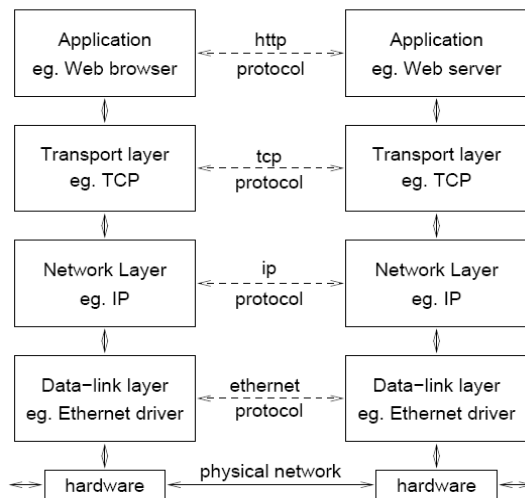 Application
eg. Web browser
http
protocol
Application
eg. Web server
Transport layer
eg. TCP
tcp
protocol
Transport layer
eg. TCP
Network Layer
eg. IP
ip
protocol
Network Layer
eg. IP
Data-link layer
eg. Ethernet driver
ethernet
protocol
Data-link layer
eg. Ethernet driver
hardware
physical network
hardware